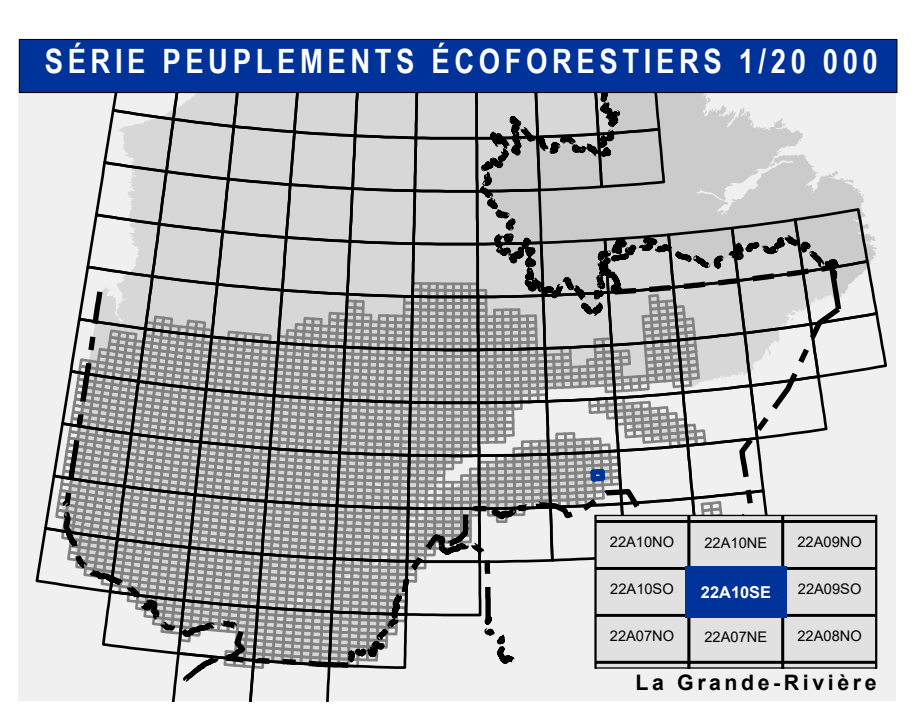 SÉRIE PEUPLEMENTS ÉCOFORESTIERS 1/20 000
22A10NO 22A10NE 22A09NO
22A10SO 22A10SE 22A09SO
22A07NO 22A07NE 22A08NO
La Grande-Rivière